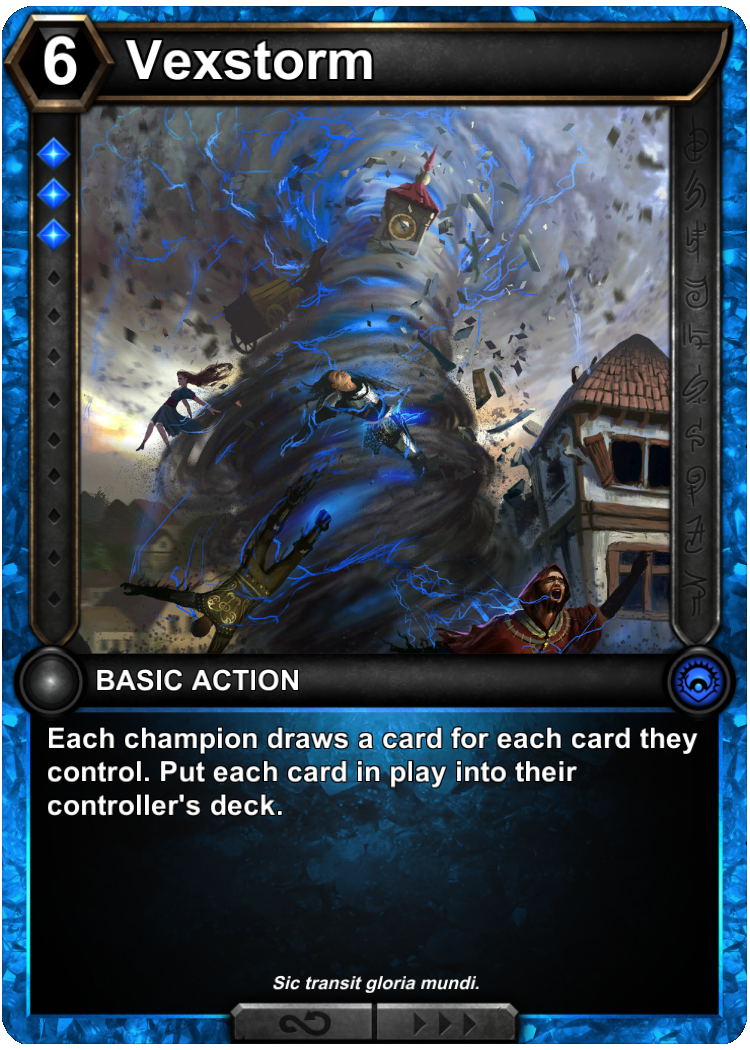 6 Vexstorm
BASIC ACTION
Each champion draws a card for each card they
control. Put each card in play into their
controller's deck.
Sic transit gloria mundi.